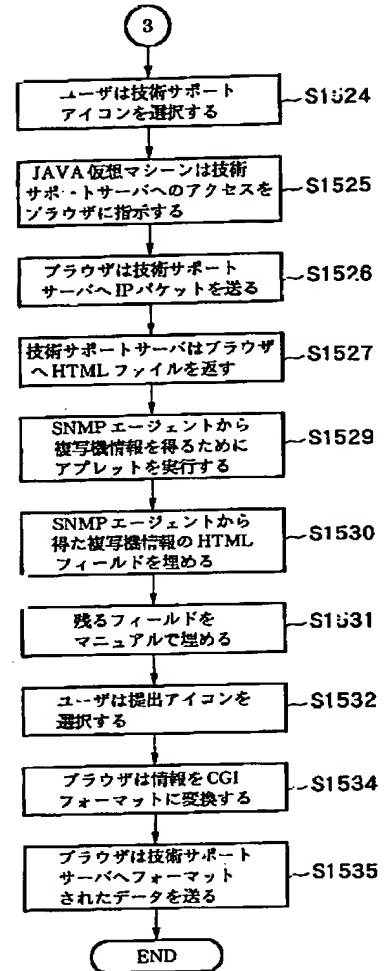 3
ユーザは技術サポート
アイコンを選択する
S1524
JAVA仮想マシーンは技術
サポートサーバへのアクセスを
ブラウザに指示する
S1525
ブラウザは技術サポート
サーバへIPパケットを送る
S1526
技術サポートサーバはブラウザ
へHTMLファイルを返す
S1527
SNMPエージェントから
複写機情報を得るために
アプレットを実行する
S1529
SNMPエージェントから
得た複写機情報のHTML
フィールドを埋める
S1530
残るフィールドを
マニュアルで埋める
S1531
ユーザは提出アイコンを
選択する
S1532
ブラウザは情報をCGI
フォーマットに変換する
S1534
ブラウザは技術サポート
サーバへフォーマット
されたデータを送る
S1535
END